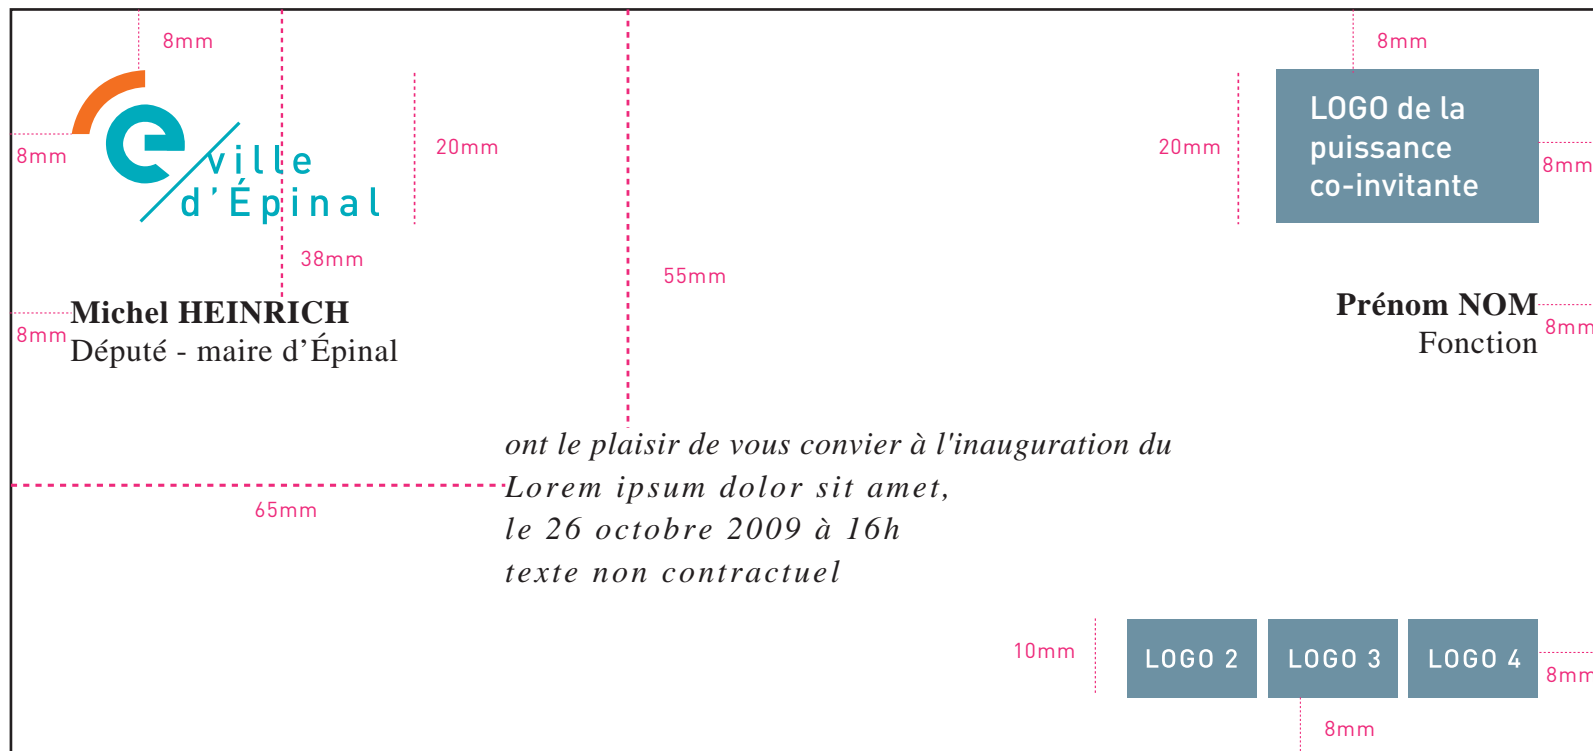 8mm
8mm
LOGO de la
puissance
co-invitante
8mm
20mm
20mm
8mm
e
ville
d’Épinal
38mm
55mm
Michel HEINRICH
Député - maire d’Épinal
8mm
Prénom NOM
Fonction
8mm
ont le plaisir de vous convier à l'inauguration du
Lorem ipsum dolor sit amet,
le 26 octobre 2009 à 16h
texte non contractuel
65mm
10mm
LOGO 2
LOGO 3
LOGO 4
8mm
8mm